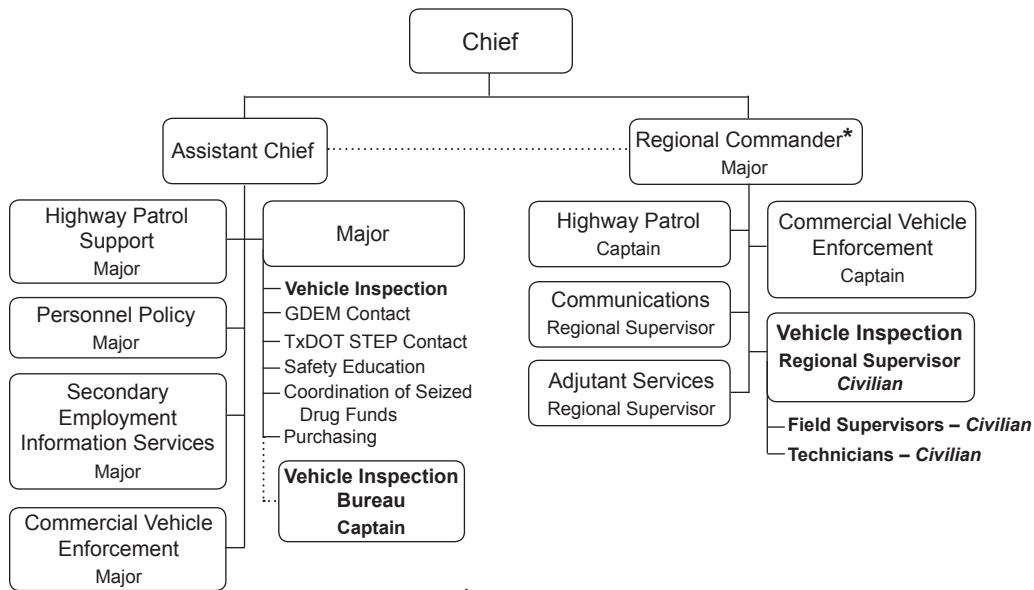 Chief
Assistant Chief
Regional Commander*
Major
Highway Patrol
Support
Major
Personnel Policy
Major
Secondary
Employment
Information Services
Major
Commercial Vehicle
Enforcement
Major
Major
Vehicle Inspection
GDEM Contact
TxDOT STEP Contact
Safety Education
Coordination of Seized
Drug Funds
Purchasing
Vehicle Inspection
Bureau
Captain
Highway Patrol
Captain
Communications
Regional Supervisor
Adjutant Services
Regional Supervisor
Commercial Vehicle
Enforcement
Captain
Vehicle Inspection
Regional Supervisor
Civilian
Field Supervisors – Civilian
Technicians – Civilian